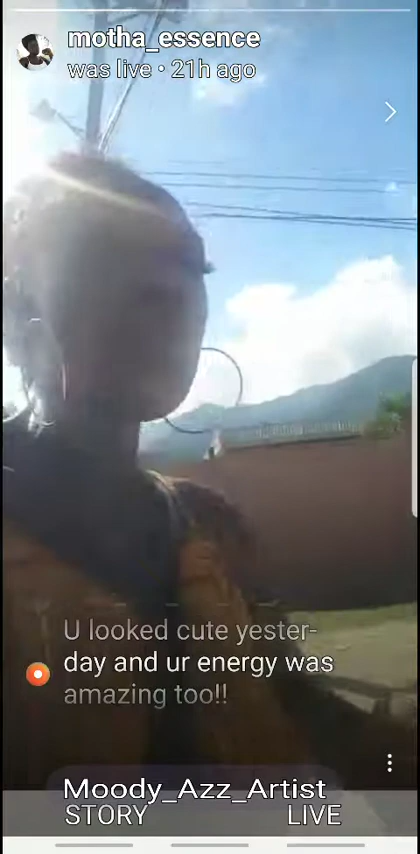 motha_essence
was live • 21h ago
U looked cute yester-
day and ur energy was
amazing too!!
Moody_Azz_Artist
STORY LIVE